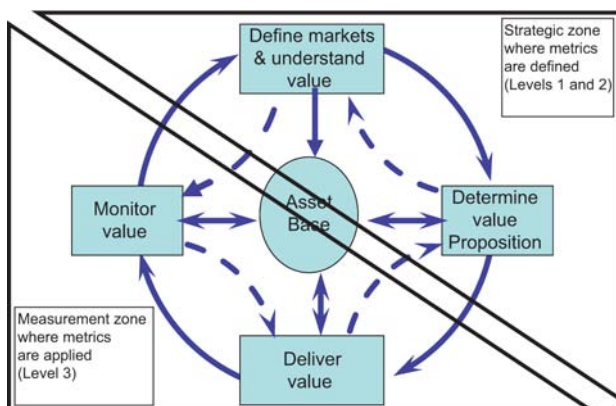 Define markets
& understand
value
Strategic zone
where metrics
are defined
(Levels 1 and 2)
Monitor
value
Asset
Base
Determine
value
Proposition
Measurement zone
where metrics
are applied
(Level 3)
Deliver
value